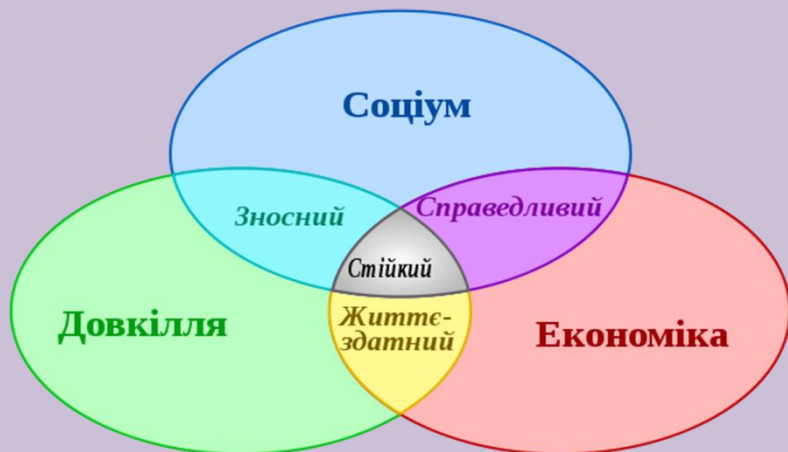 Соціум
Зносний
Справедливий
Стійкий
Довкілля
Життє-
здатний
Економіка